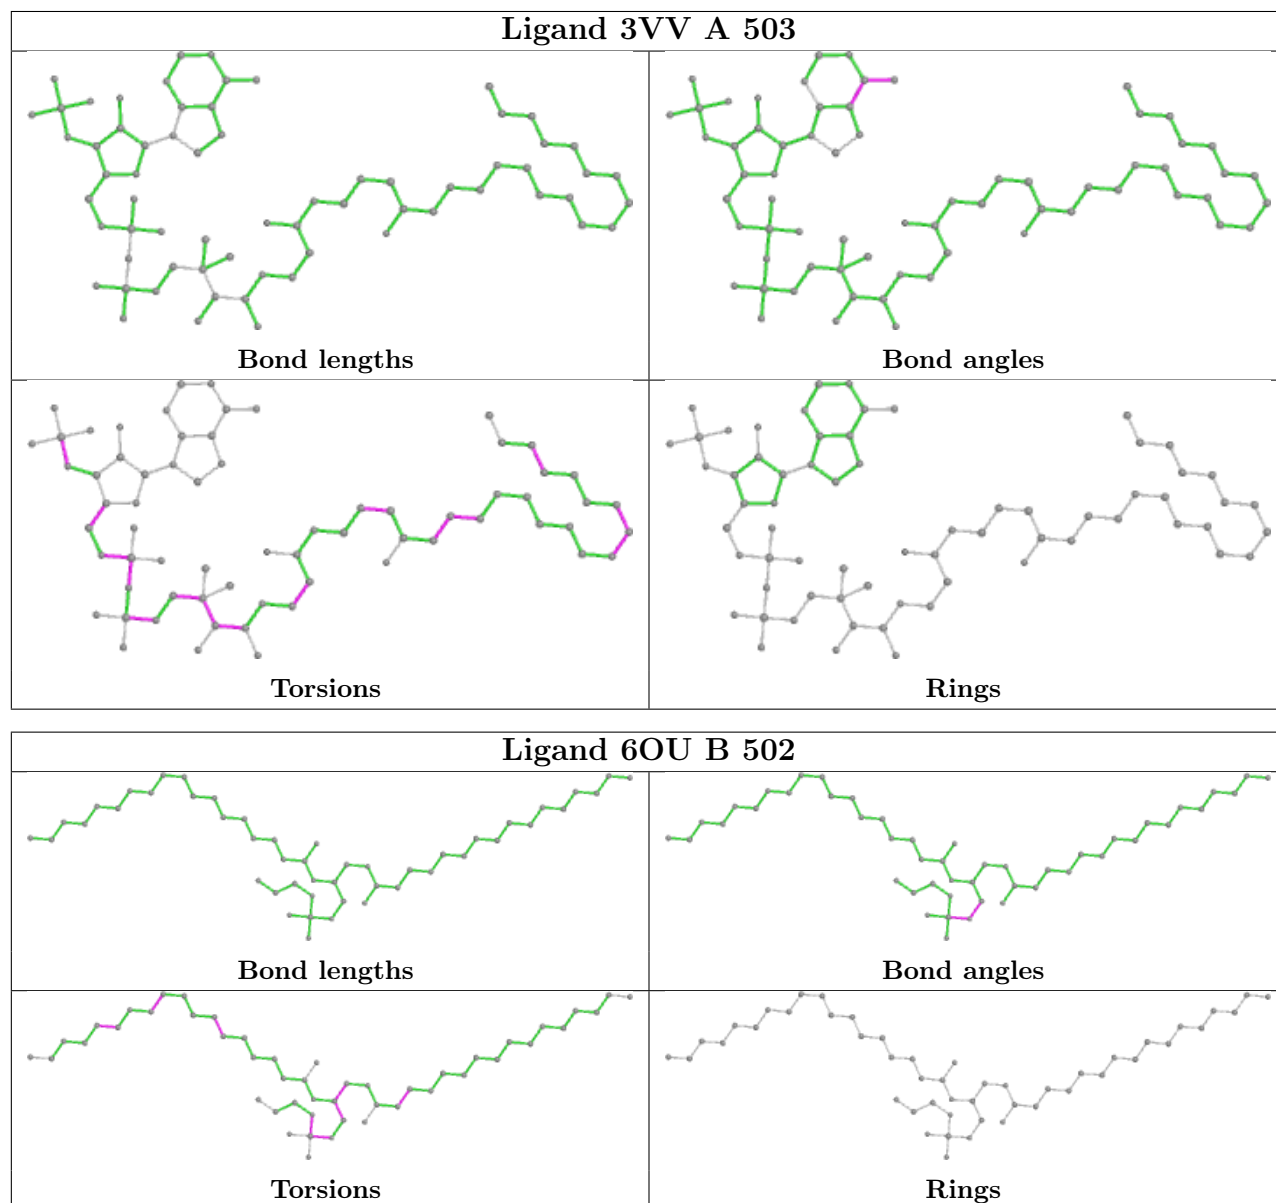 Ligand 3VV A 503
Bond lengths
Bond angles
Torsions
Rings
Ligand 6OU B 502
Bond lengths
Bond angles
Torsions
Rings